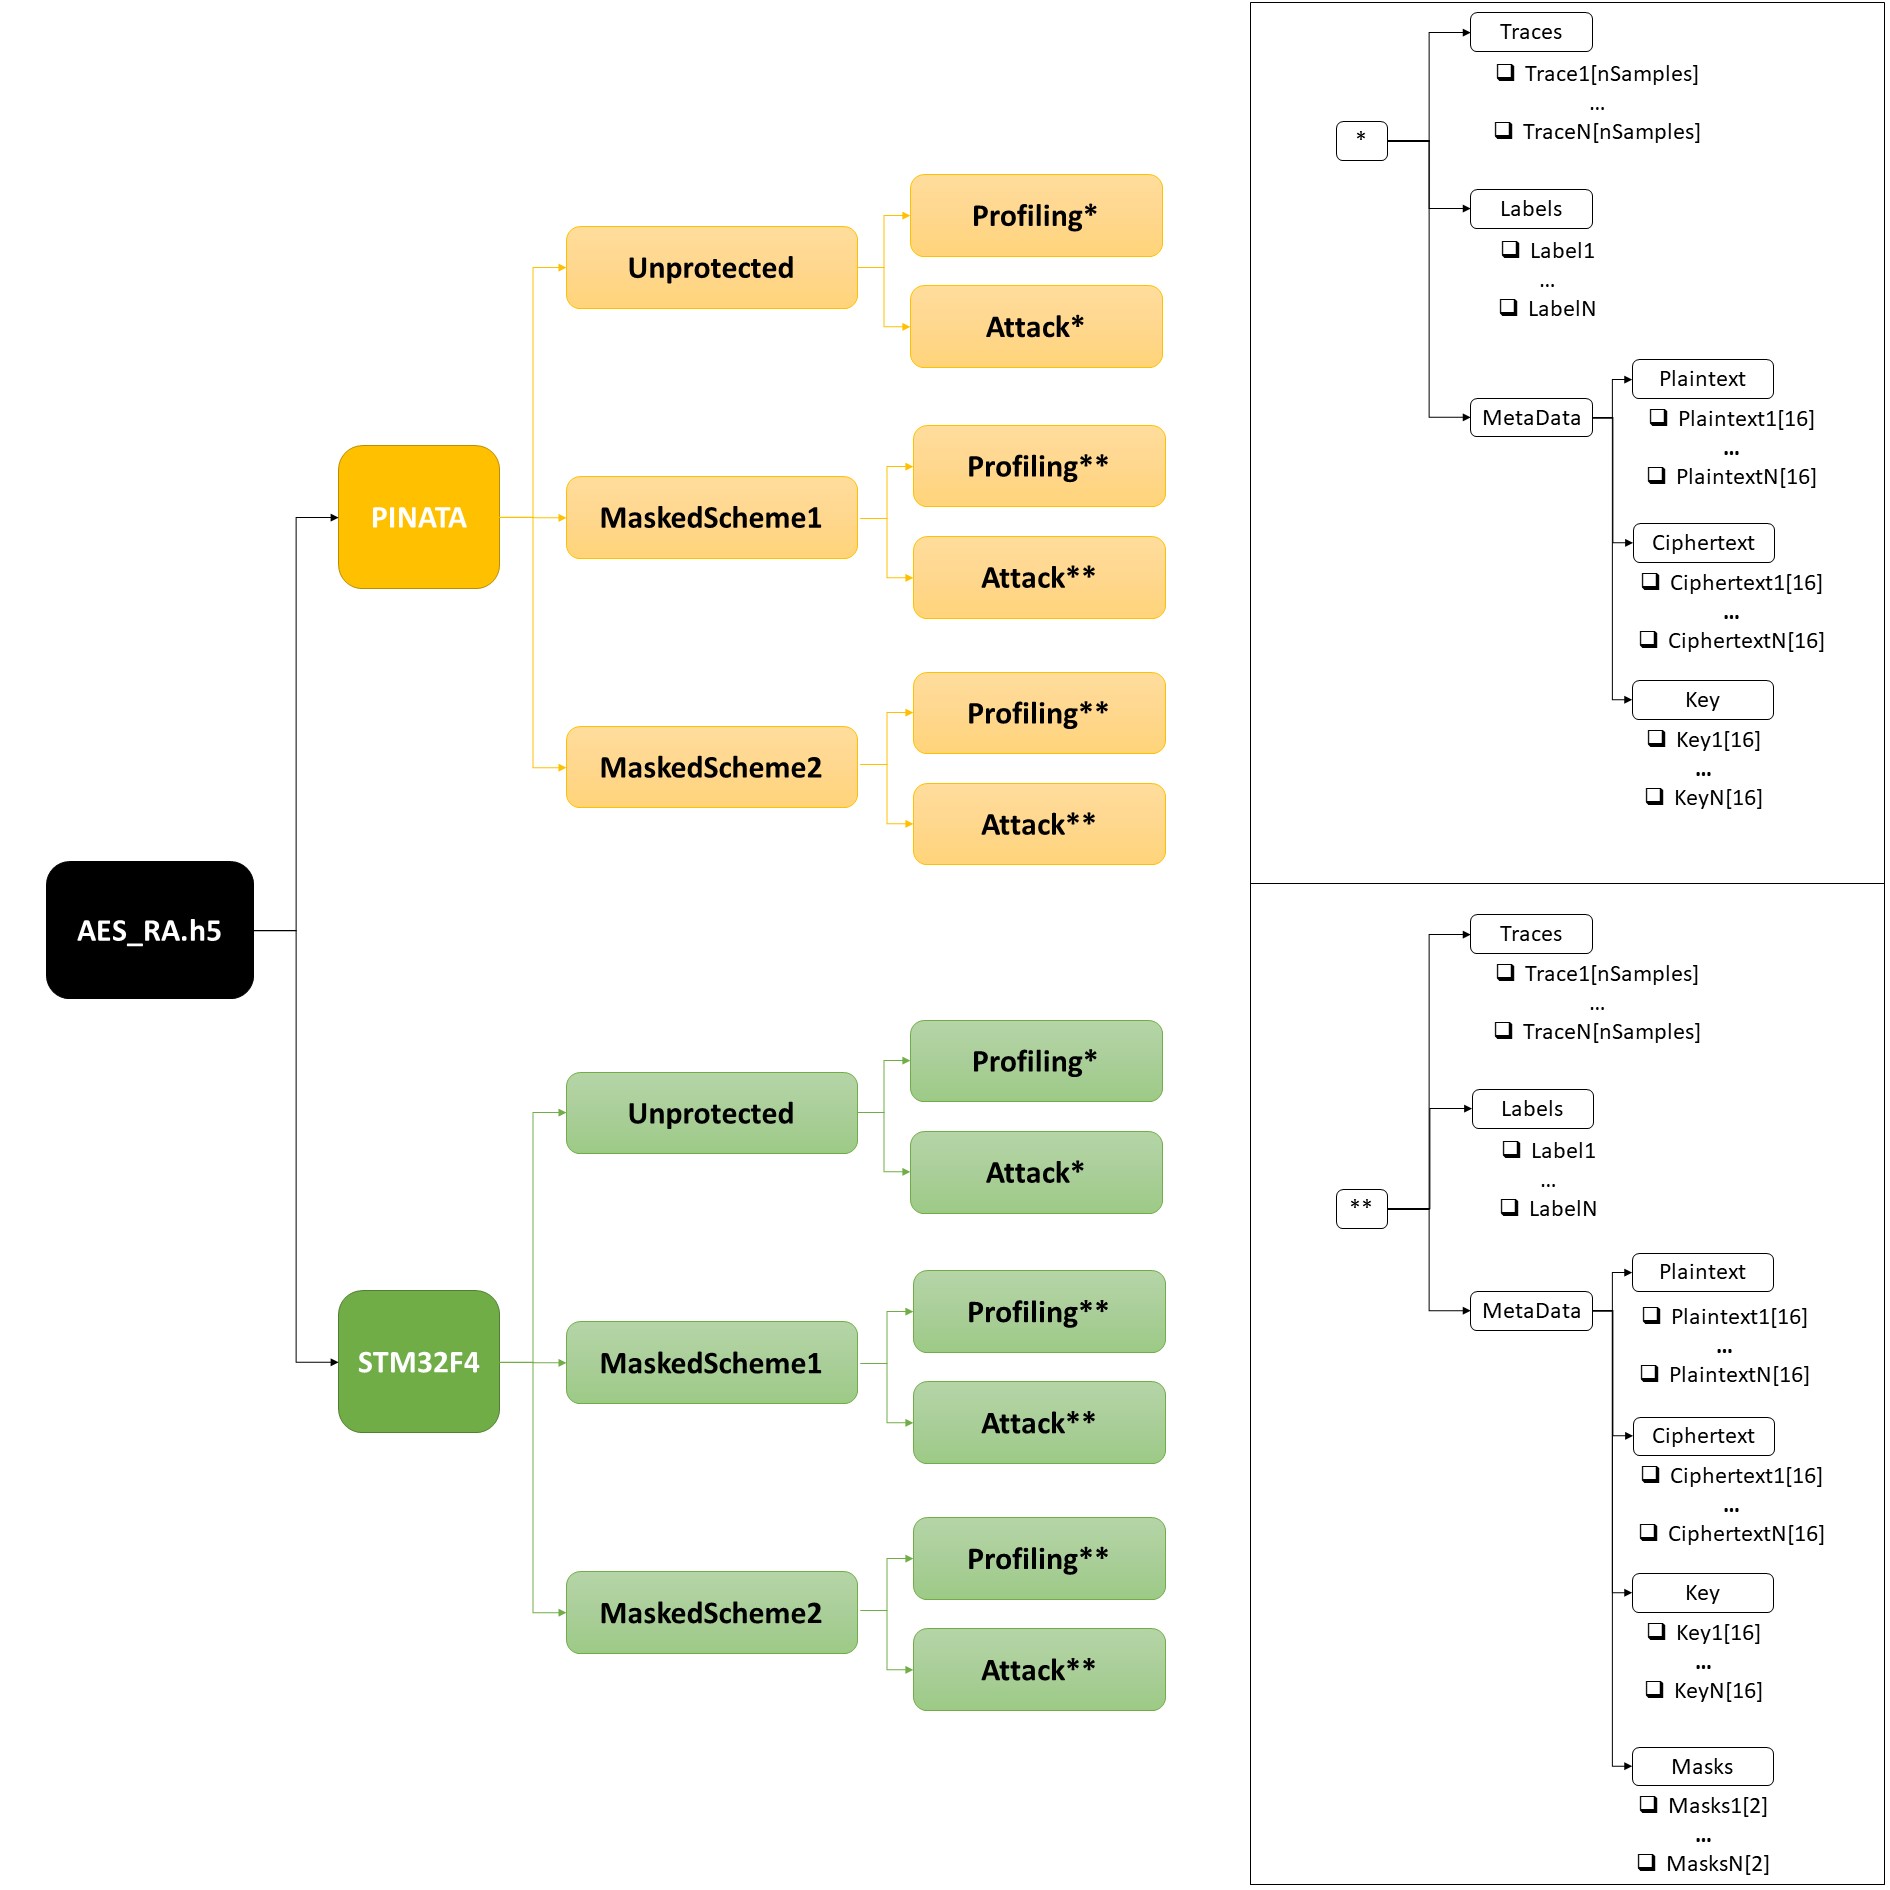 AES_RA.h5
PINATA
Unprotected
Profiling*
Attack*
MaskedScheme1
Profiling**
Attack**
MaskedScheme2
Profiling**
Attack**
STM32F4
Unprotected
Profiling*
Attack*
MaskedScheme1
Profiling**
Attack**
MaskedScheme2
Profiling**
Attack**
*
Traces
❑ Trace1[nSamples]
...
❑ TraceN[nSamples]
Labels
❑ Label1
...
❑ LabelN
MetaData
Plaintext
❑ Plaintext1[16]
...
❑ PlaintextN[16]
Ciphertext
❑ Ciphertext1[16]
...
❑ CiphertextN[16]
Key
❑ Key1[16]
...
❑ KeyN[16]
**
Traces
❑ Trace1[nSamples]
...
❑ TraceN[nSamples]
Labels
❑ Label1
...
❑ LabelN
MetaData
Plaintext
❑ Plaintext1[16]
...
❑ PlaintextN[16]
Ciphertext
❑ Ciphertext1[16]
...
❑ CiphertextN[16]
Key
❑ Key1[16]
...
❑ KeyN[16]
Masks
❑ Masks1[2]
...
❑ MasksN[2]